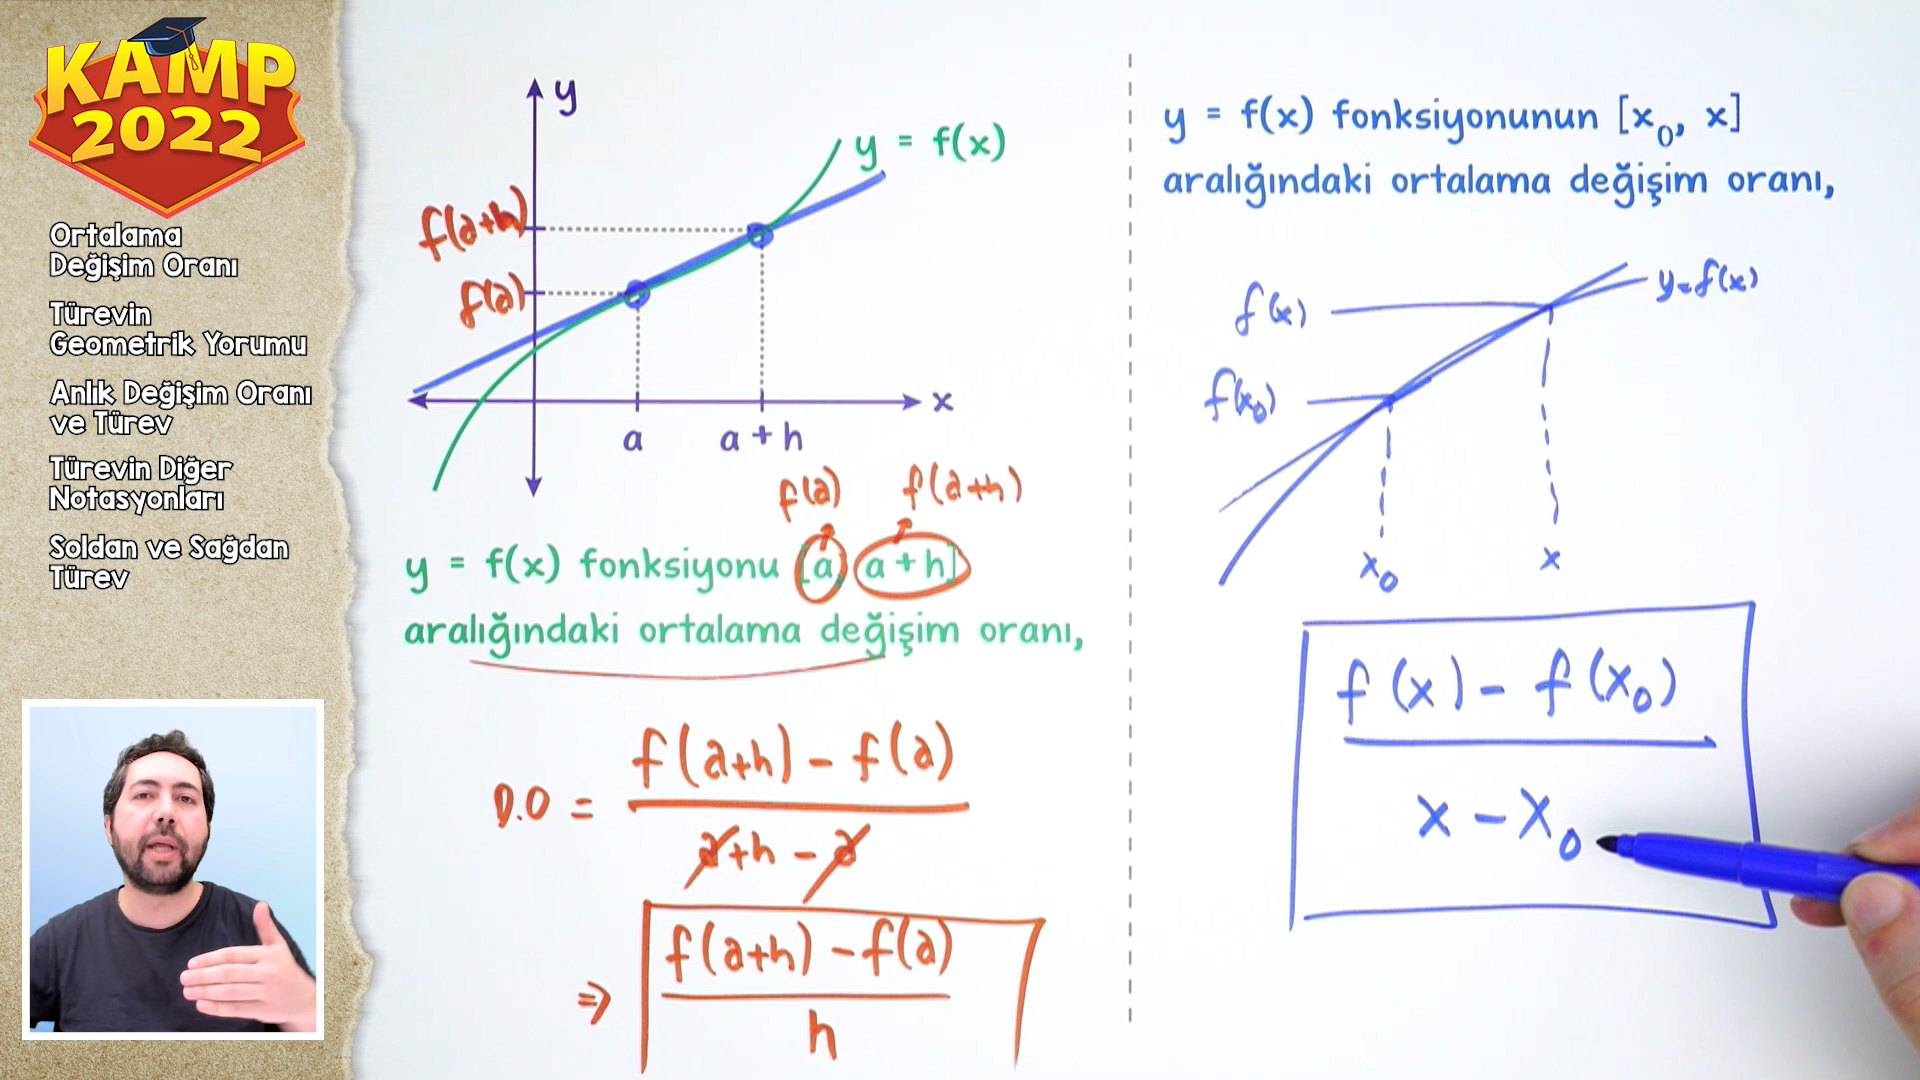 KAMP
2022
Ortalama
Değişim Oranı
Türevin
Geometrik Yorumu
Anlık Değişim Oranı
ve Türev
Türevin Diğer
Notasyonları
Soldan ve Sağdan
Türev
y
y = f(x)
f(a+h)
f(a)
x
a
a + h
f(a)
f(a+h)
y = f(x) fonksiyonu [a, a + h]
aralığındaki ortalama değişim oranı,
D.O = f(a+h) - f(a)
a+h - a
⇒ f(a+h) - f(a)
h
y = f(x) fonksiyonunun [x₀, x]
aralığındaki ortalama değişim oranı,
y=f(x)
f(x)
f(x₀)
x₀
x
f(x) - f(x₀)
x - x₀